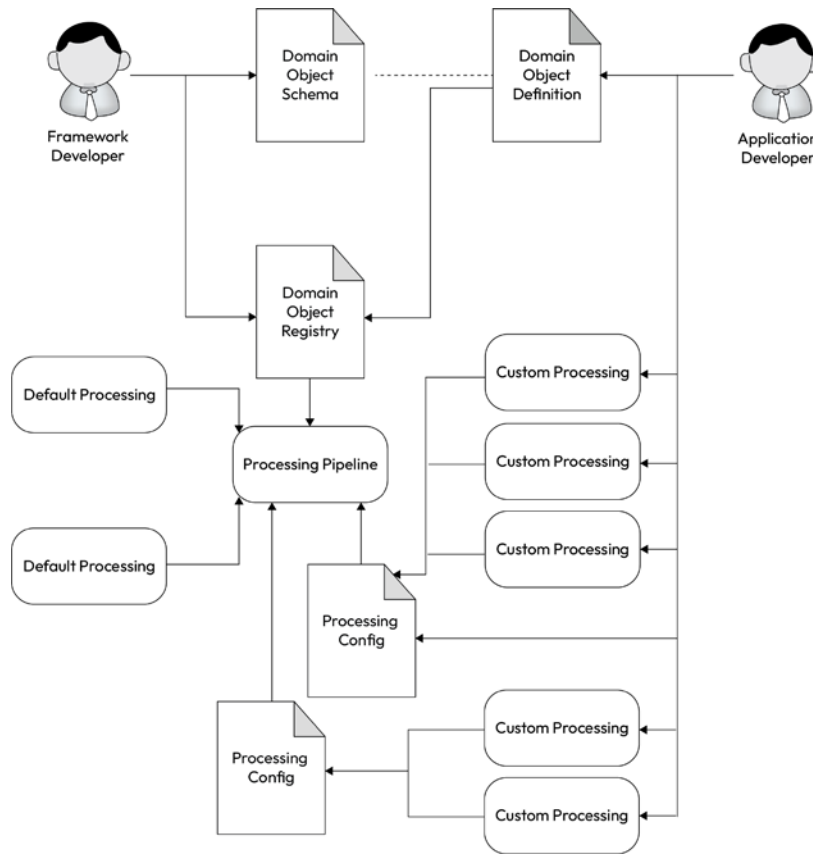 Domain
Object
Schema
Domain
Object
Definition
Framework
Developer
Application
Developer
Domain
Object
Registry
Default Processing
Custom Processing
Processing Pipeline
Custom Processing
Default Processing
Custom Processing
Processing
Config
Custom Processing
Processing
Config
Custom Processing